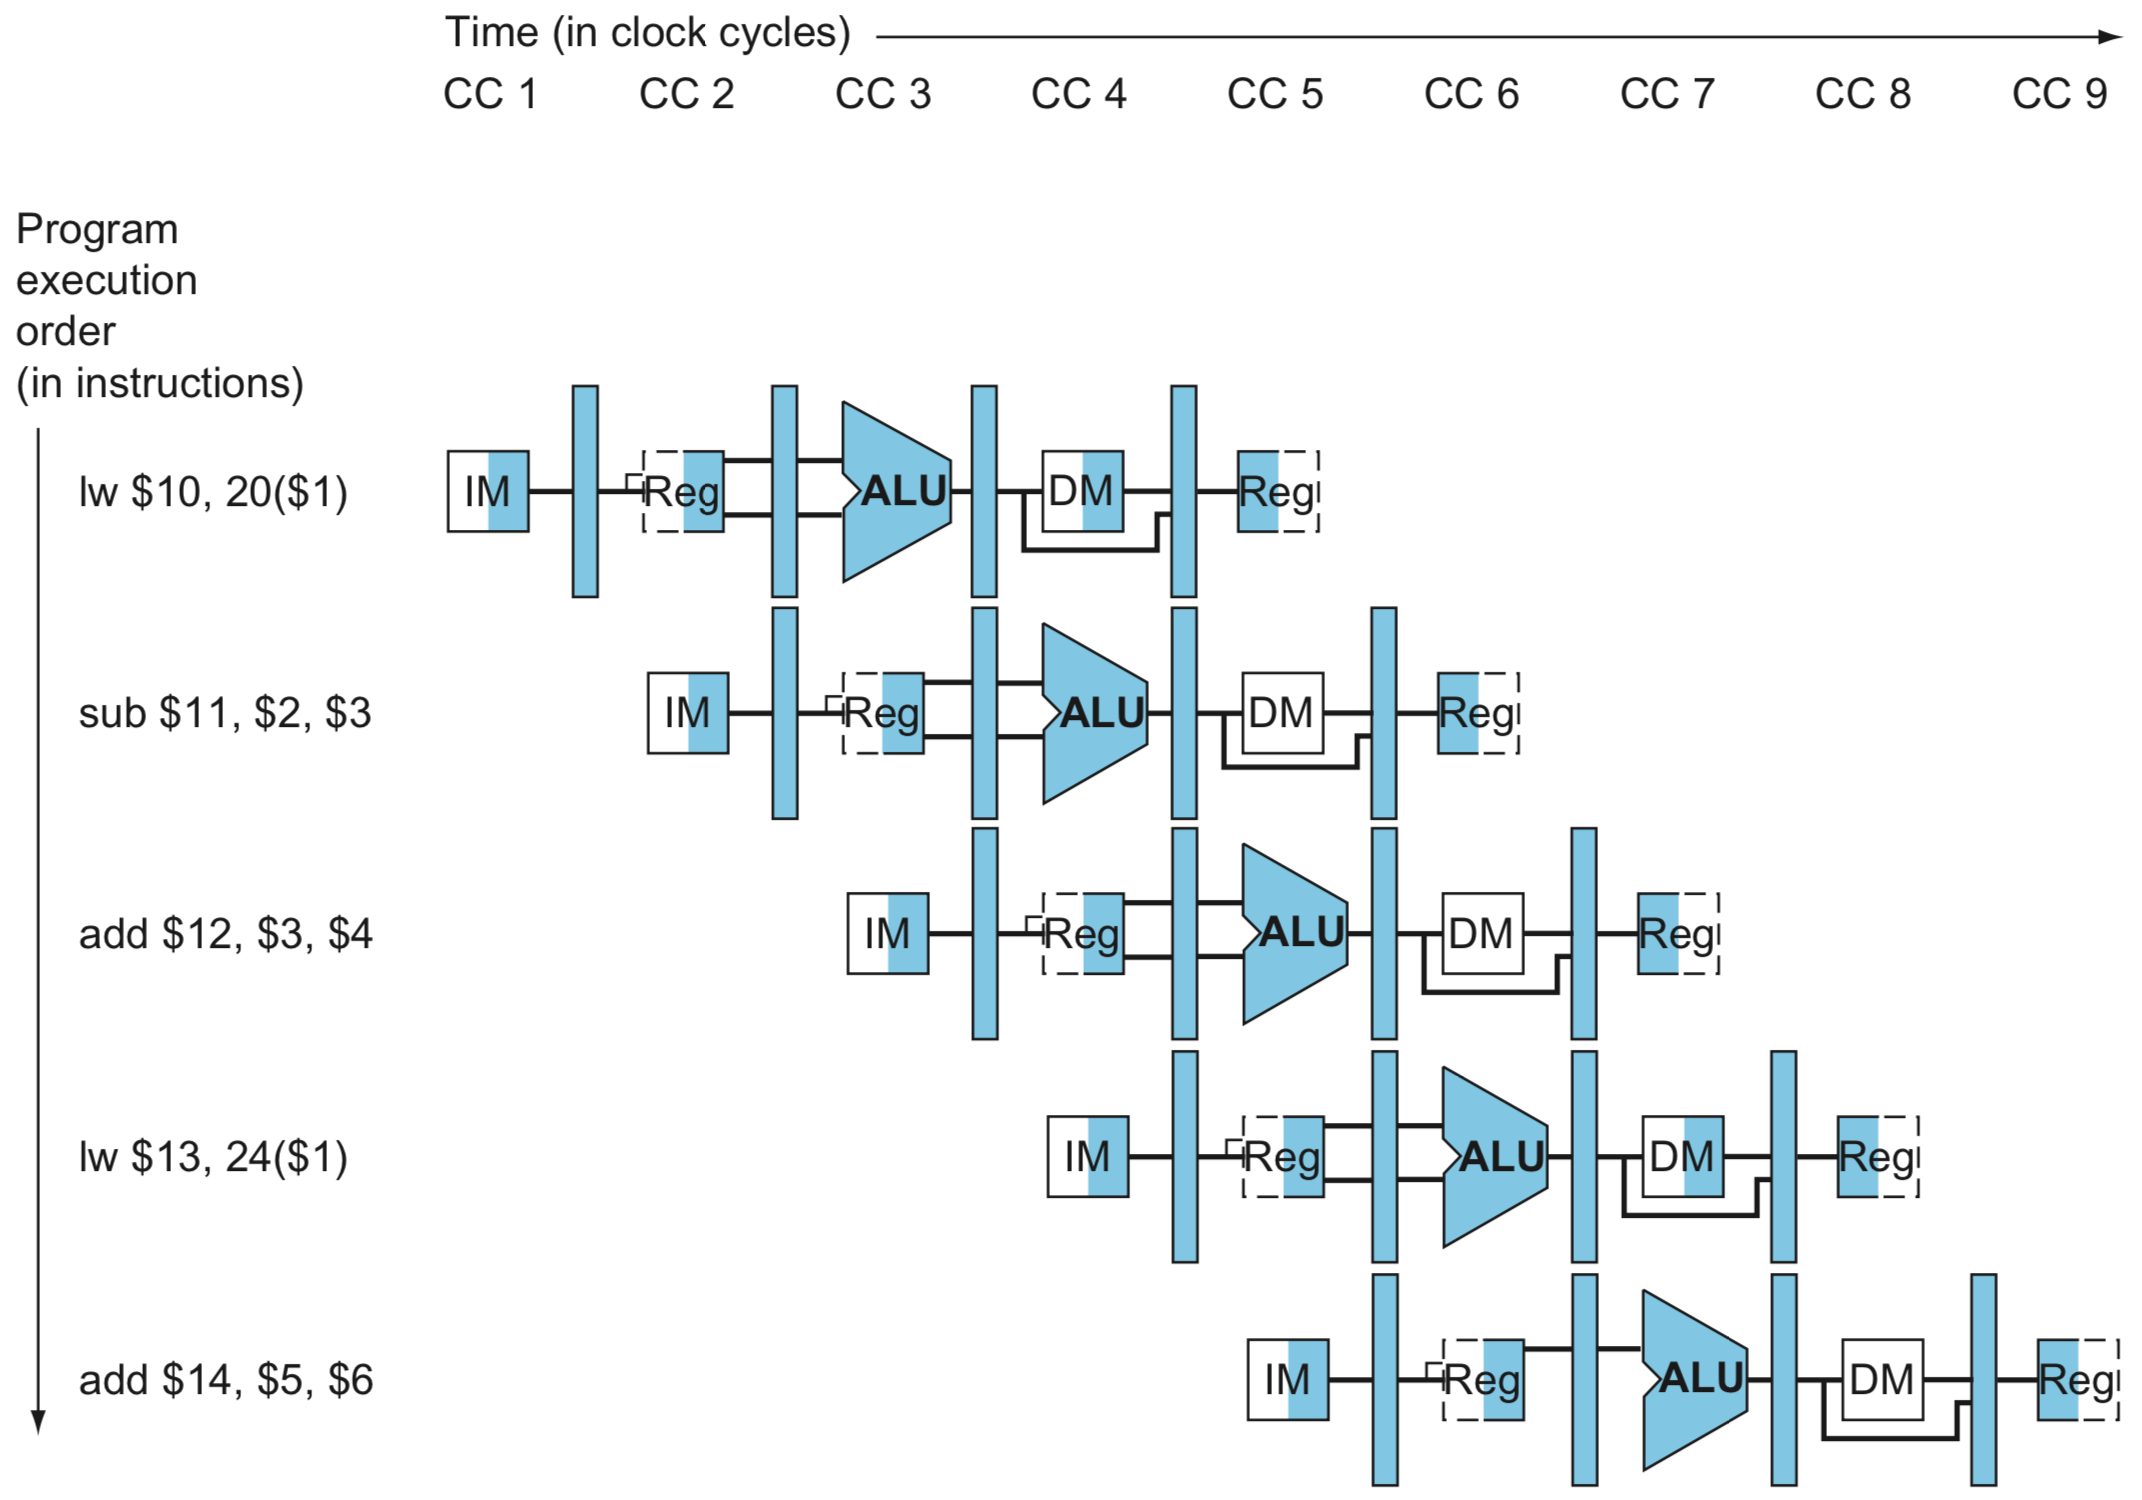 Time (in clock cycles)
CC 1 CC 2 CC 3 CC 4 CC 5 CC 6 CC 7 CC 8 CC 9
Program
execution
order
(in instructions)
lw $10, 20($1) IM Reg ALU DM Reg
sub $11, $2, $3 IM Reg ALU DM Reg
add $12, $3, $4 IM Reg ALU DM Reg
lw $13, 24($1) IM Reg ALU DM Reg
add $14, $5, $6 IM Reg ALU DM Reg